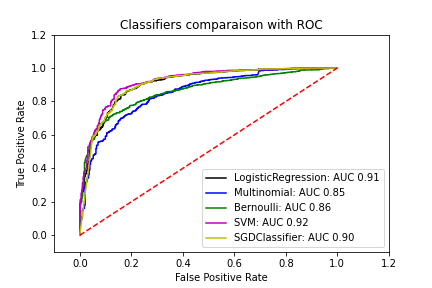 Classifiers comparaison with ROC
True Positive Rate
1.2
1.0
0.8
0.6
0.4
0.2
0.0
LogisticRegression: AUC 0.91
Multinomial: AUC 0.85
Bernoulli: AUC 0.86
SVM: AUC 0.92
SGDClassifier: AUC 0.90
0.0 0.2 0.4 0.6 0.8 1.0 1.2
False Positive Rate